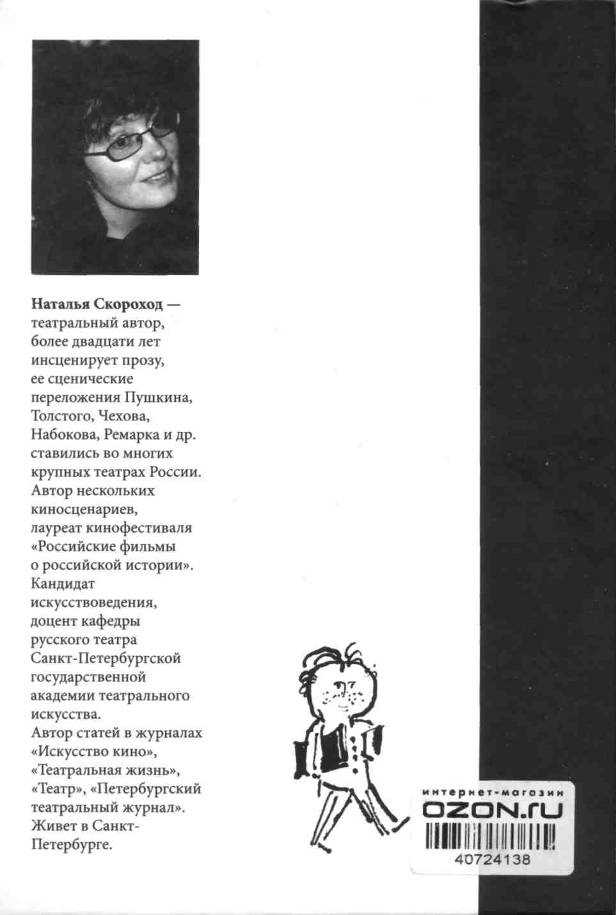 Наталья Скороход —
театральный автор,
более двадцати лет
инсценирует прозу,
ее сценические
переложения Пушкина,
Толстого, Чехова,
Набокова, Ремарка и др.
ставились во многих
крупных театрах России.
Автор нескольких
киносценариев,
лауреат кинофестиваля
«Российские фильмы
о российской истории».
Кандидат
искусствоведения,
доцент кафедры
русского театра
Санкт-Петербургской
государственной
академии театрального
искусства.
Автор статей в журналах
«Искусство кино»,
«Театральная жизнь»,
«Театр», «Петербургский
театральный журнал».
Живет в Санкт-
Петербурге.
интернет-магазин
OZON.RU
40724138